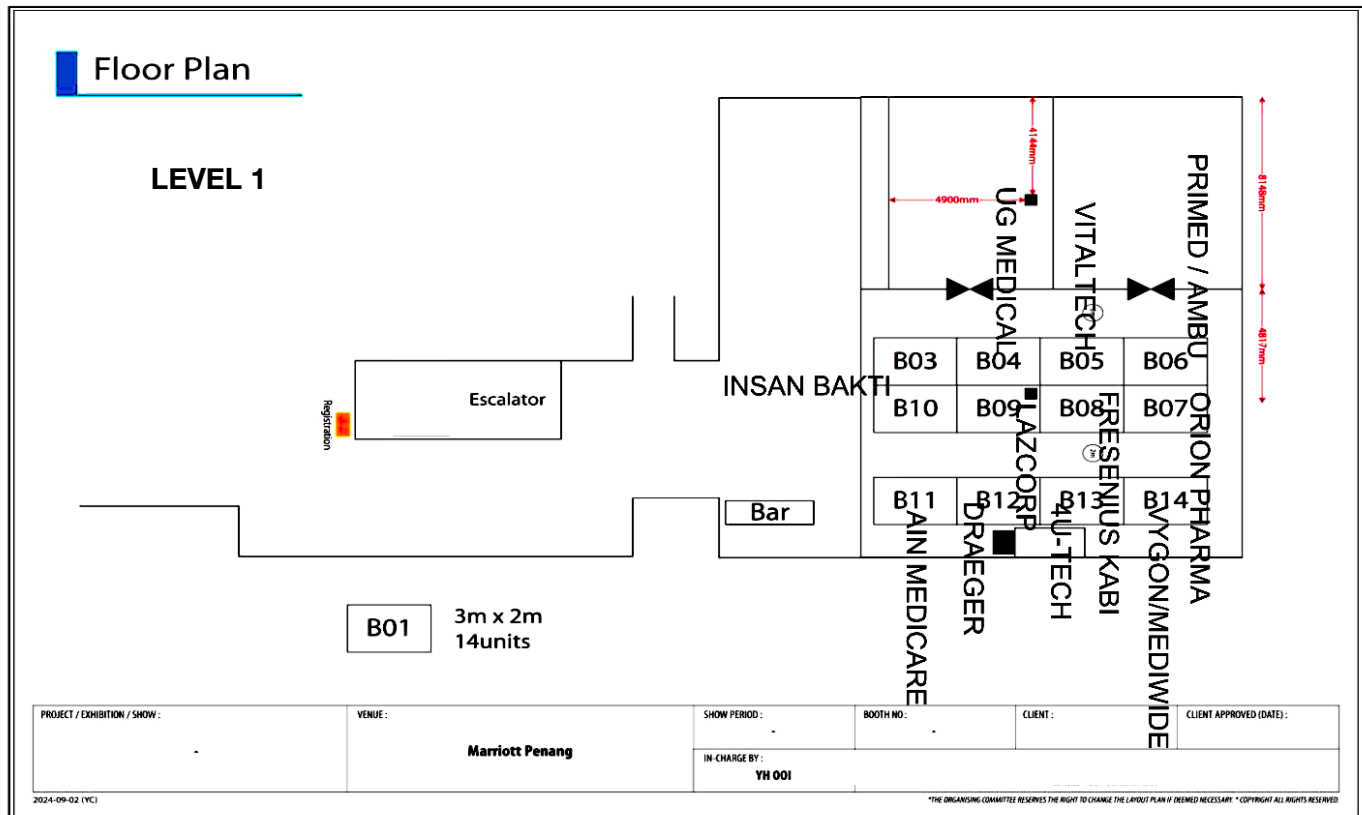 Floor Plan
LEVEL 1
4144mm
4900mm
8148mm
4817mm
UG MEDICAL
VITALTECH
PRIMED / AMBU
B03 B04 B05 B06
INSAN BAKTI
B10 B09 B08 B07
LAZCORP
FRESENIUS KABI
ORION PHARMA
2m
Escalator
Registration
B11 B12 B13 B14
Bar
AIN MEDICARE
DRAEGER
4U-TECH
VYGON/MEDIWIDE
B01
3m x 2m
14units
PROJECT / EXHIBITION / SHOW :
-
VENUE :
Marriott Penang
SHOW PERIOD :
-
BOOTH NO :
-
CLIENT :
CLIENT APPROVED (DATE) :
IN-CHARGE BY :
YH OOI
2024-09-02 (YC)
*THE ORGANISING COMMITTEE RESERVES THE RIGHT TO CHANGE THE LAYOUT PLAN IF DEEMED NECESSARY. * COPYRIGHT ALL RIGHTS RESERVED.